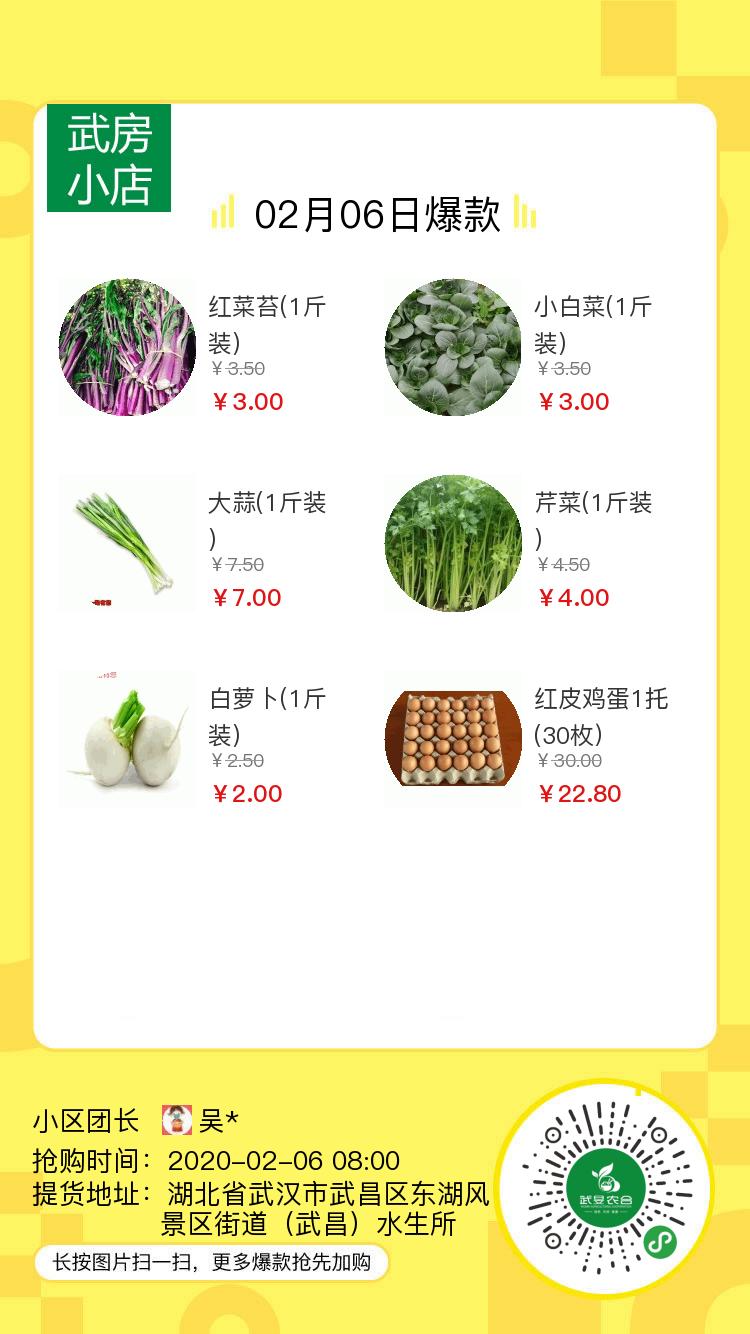 武房
小店
02月06日爆款
红菜苔(1斤
装)
￥3.50
￥3.00
小白菜(1斤
装)
￥3.50
￥3.00
大蒜(1斤装
)
￥7.50
￥7.00
芹菜(1斤装
)
￥4.50
￥4.00
白萝卜(1斤
装)
￥2.50
￥2.00
红皮鸡蛋1托
(30枚)
￥30.00
￥22.80
小区团长 吴*
抢购时间：2020-02-06 08:00
提货地址：湖北省武汉市武昌区东湖风
景区街道（武昌）水生所
长按图片扫一扫，更多爆款抢先加购
武妟农合